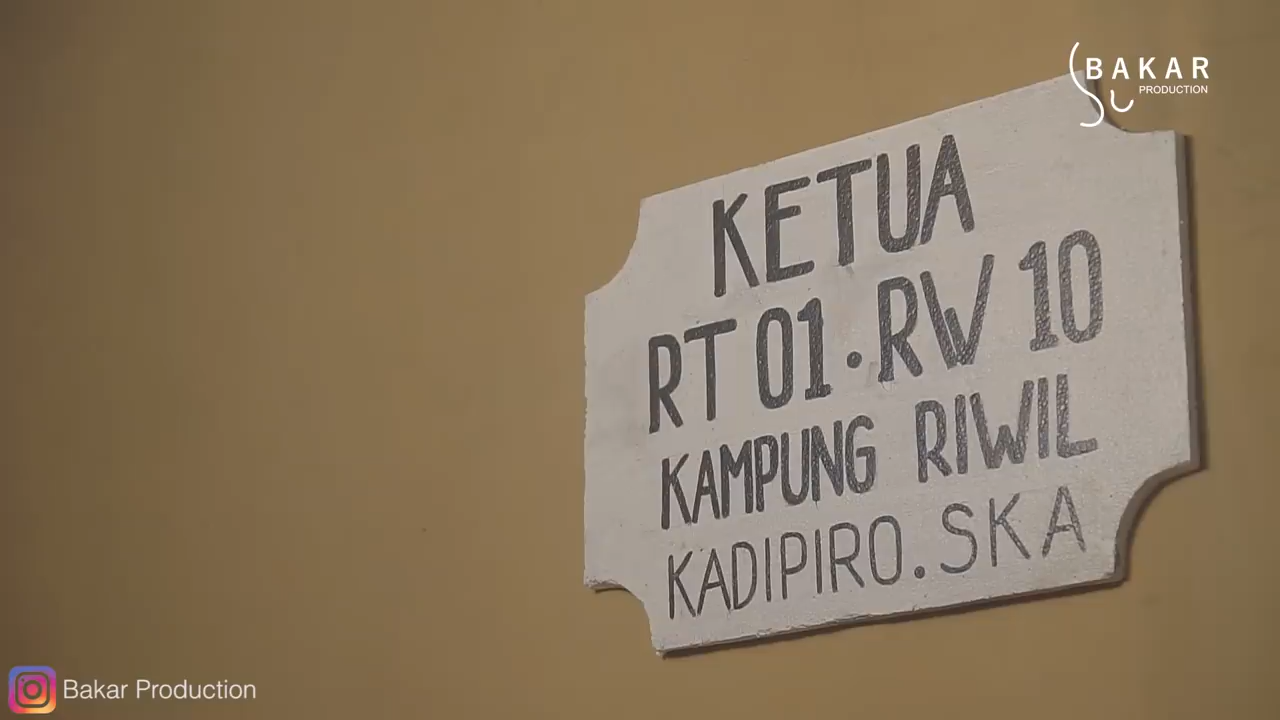 BAKAR
PRODUCTION
KETUA
RT 01.RW 10
KAMPUNG RIWIL
KADIPIRO.SKA
Bakar Production